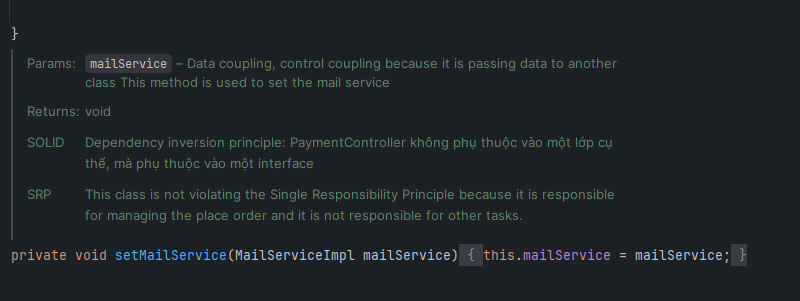 }
Params: mailService – Data coupling, control coupling because it is passing data to another
class This method is used to set the mail service
Returns: void
SOLID Dependency inversion principle: PaymentController không phụ thuộc vào một lớp cụ
thể, mà phụ thuộc vào một interface
SRP This class is not violating the Single Responsibility Principle because it is responsible
for managing the place order and it is not responsible for other tasks.
private void setMailService(MailServiceImpl mailService) { this.mailService = mailService; }